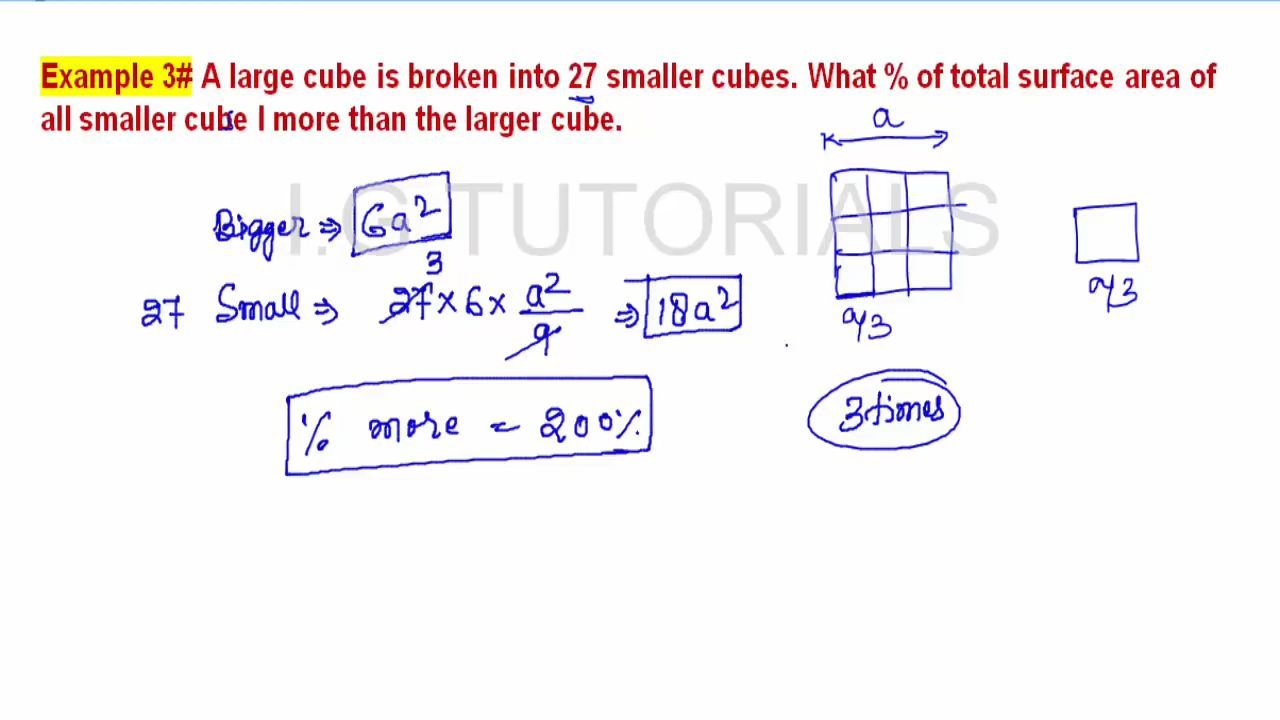 Example 3# A large cube is broken into 27 smaller cubes. What % of total surface area of
all smaller cube I more than the larger cube.
s
a
I.G TUTORIALS
Bigger ⇒ 6a²
3
27 Small ⇒ 27 × 6 × a²/9 ⇒ 18a²
a/3
a/3
% more = 200%
3 times